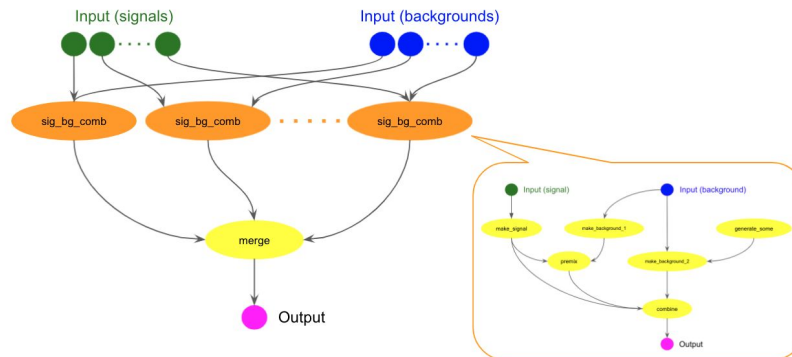 Input (signals)
Input (backgrounds)
sig_bg_comb
sig_bg_comb
sig_bg_comb
merge
Output
Input (signal)
Input (background)
make_signal
make_background_1
generate_some
premix
make_background_2
combine
Output